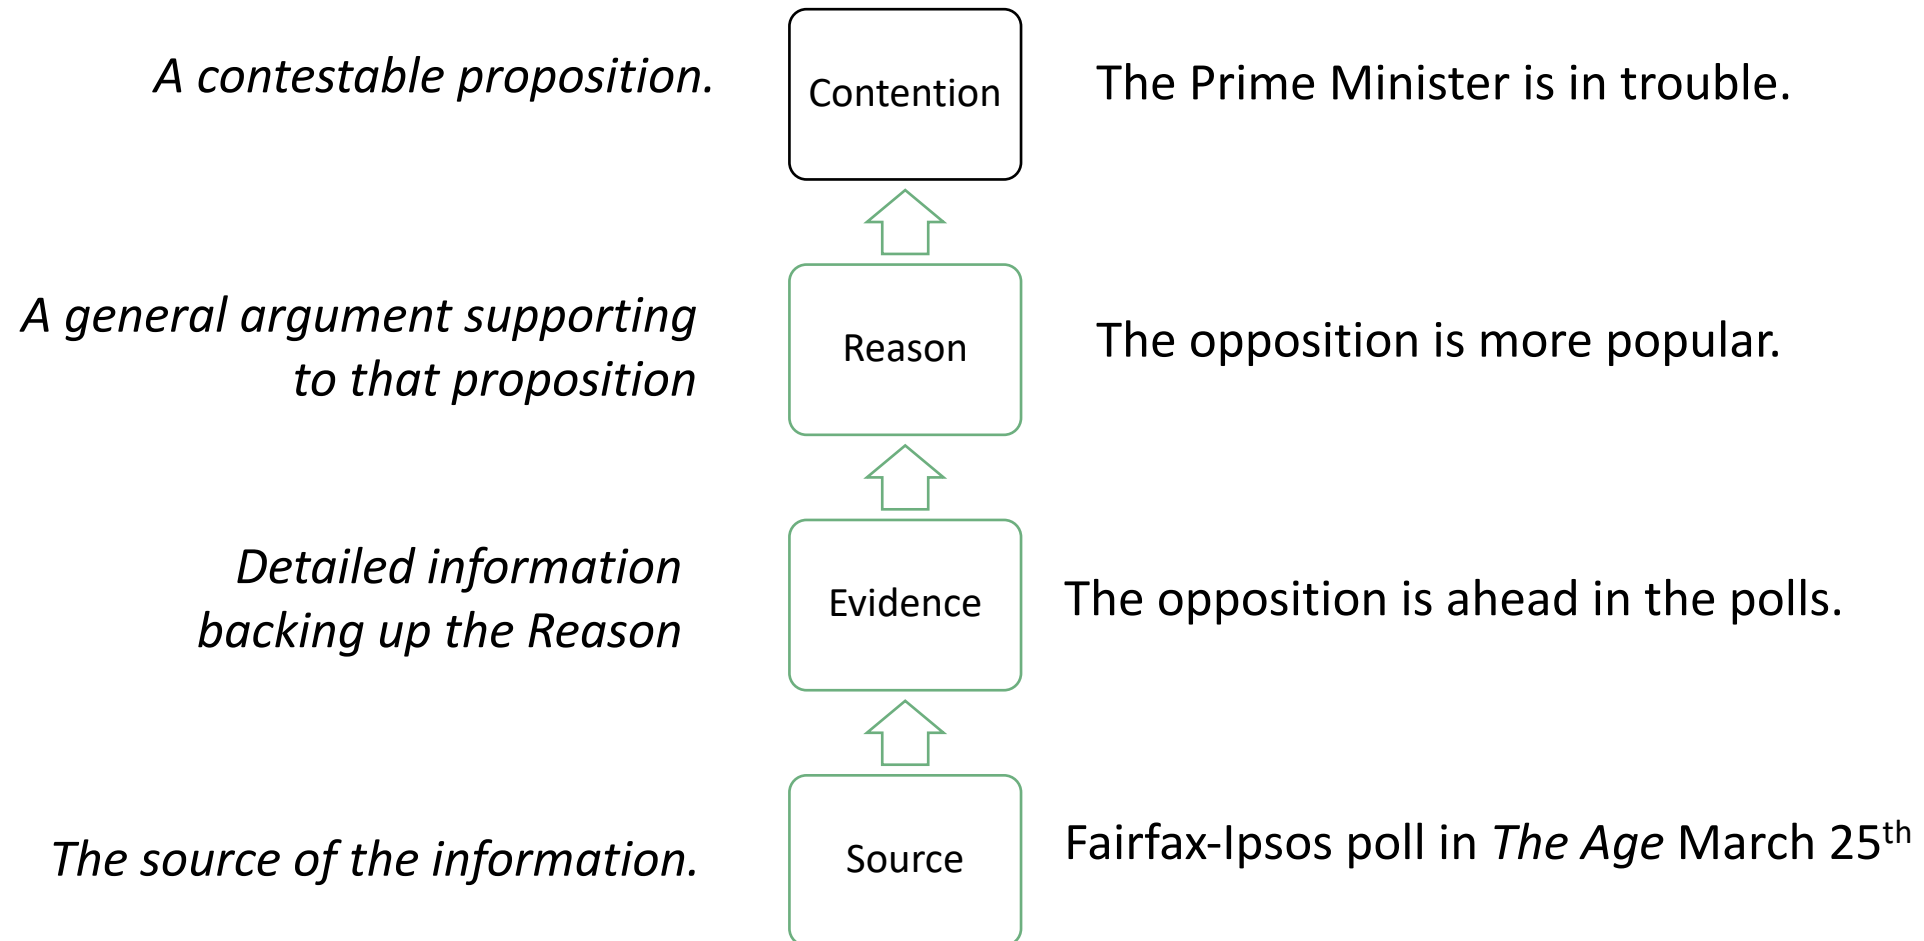 A contestable proposition.
Contention
The Prime Minister is in trouble.
A general argument supporting
to that proposition
Reason
The opposition is more popular.
Detailed information
backing up the Reason
Evidence
The opposition is ahead in the polls.
The source of the information.
Source
Fairfax-Ipsos poll in The Age March 25th